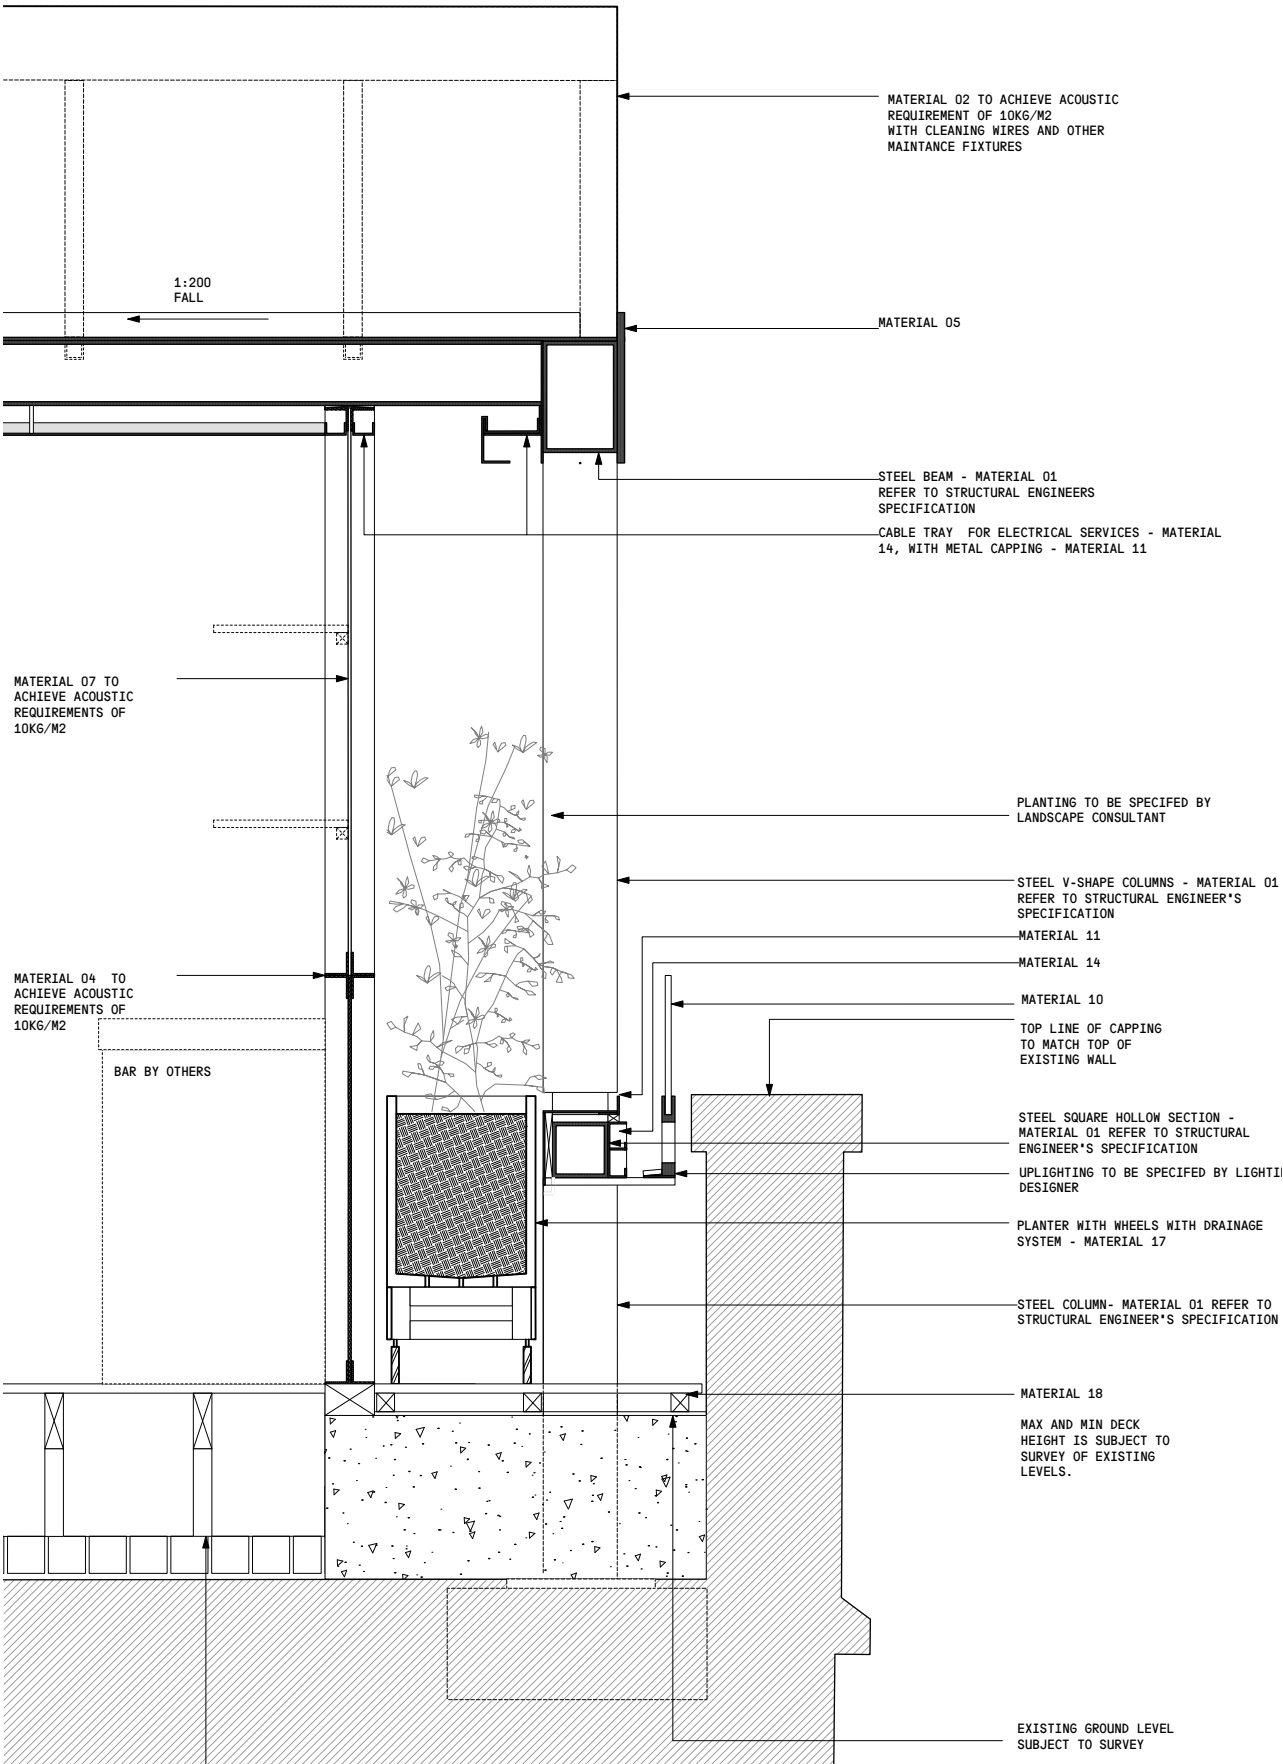 MATERIAL 02 TO ACHIEVE ACOUSTIC
REQUIREMENT OF 10KG/M2
WITH CLEANING WIRES AND OTHER
MAINTANCE FIXTURES
1:200
FALL
MATERIAL 05
STEEL BEAM - MATERIAL 01
REFER TO STRUCTURAL ENGINEERS
SPECIFICATION
CABLE TRAY FOR ELECTRICAL SERVICES - MATERIAL
14, WITH METAL CAPPING - MATERIAL 11
MATERIAL 07 TO
ACHIEVE ACOUSTIC
REQUIREMENTS OF
10KG/M2
PLANTING TO BE SPECIFED BY
LANDSCAPE CONSULTANT
STEEL V-SHAPE COLUMNS - MATERIAL 01
REFER TO STRUCTURAL ENGINEER'S
SPECIFICATION
MATERIAL 11
MATERIAL 14
MATERIAL 04 TO
ACHIEVE ACOUSTIC
REQUIREMENTS OF
10KG/M2
MATERIAL 10
TOP LINE OF CAPPING
TO MATCH TOP OF
EXISTING WALL
BAR BY OTHERS
STEEL SQUARE HOLLOW SECTION -
MATERIAL 01 REFER TO STRUCTURAL
ENGINEER'S SPECIFICATION
UPLIGHTING TO BE SPECIFED BY
DESIGNER
PLANTER WITH WHEELS WITH DRAINAGE
SYSTEM - MATERIAL 17
STEEL COLUMN- MATERIAL 01 REFER TO
STRUCTURAL ENGINEER'S SPECIFICATION
MATERIAL 18
MAX AND MIN DECK
HEIGHT IS SUBJECT TO
SURVEY OF EXISTING
LEVELS.
EXISTING GROUND LEVEL
SUBJECT TO SURVEY